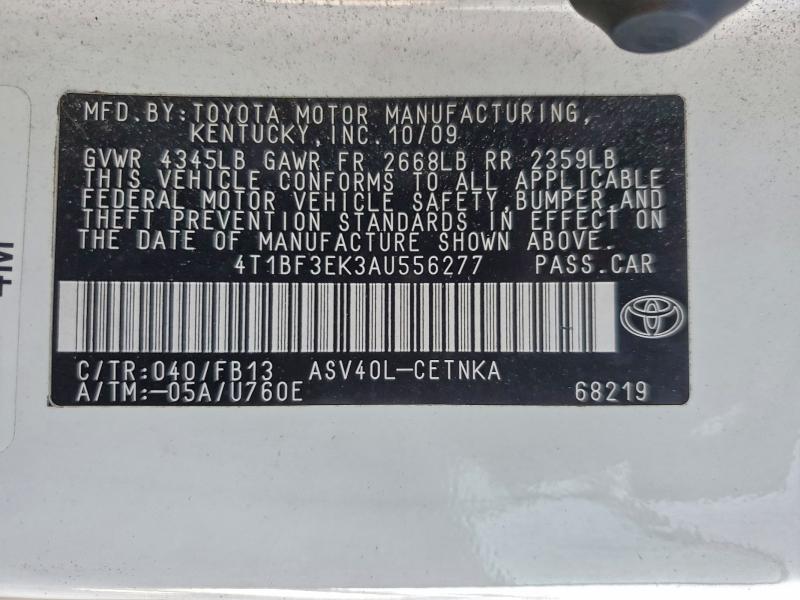 MFD.BY:TOYOTA MOTOR MANUFACTURING,
KENTUCKY,INC.10/09
GVWR 4345LB GAWR FR 2668LB RR 2359LB
THIS VEHICLE CONFORMS TO ALL APPLICABLE
FEDERAL MOTOR VEHICLE SAFETY,BUMPER,AND
THEFT PREVENTION STANDARDS IN EFFECT ON
THE DATE OF MANUFACTURE SHOWN ABOVE.
4T1BF3EK3AU556277 PASS.CAR
C/TR:040/FB13 ASV40L-CETNKA
A/TM:-05A/U760E 68219
4M